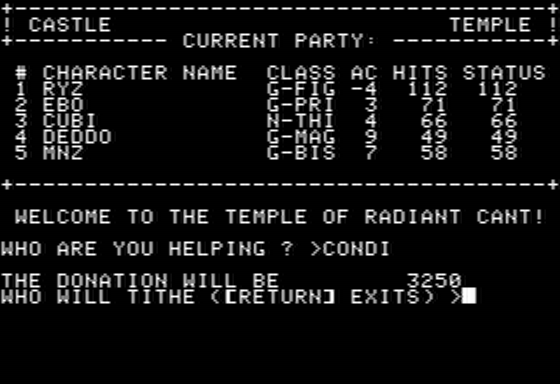 +--------------------------------------+
! CASTLE                        TEMPLE !
+----------- CURRENT PARTY: -----------+
# CHARACTER NAME  CLASS AC HITS STATUS
1 RYZ             G-FIG -4  112  112
2 EBO             G-PRI  3   71   71
3 CUBI            N-THI  4   66   66
4 DEDDO           G-MAG  9   49   49
5 MNZ             G-BIS  7   58   58
+--------------------------------------+
WELCOME TO THE TEMPLE OF RADIANT CANT!
WHO ARE YOU HELPING ? >CONDI
THE DONATION WILL BE         3250
WHO WILL TITHE ([RETURN] EXITS) >